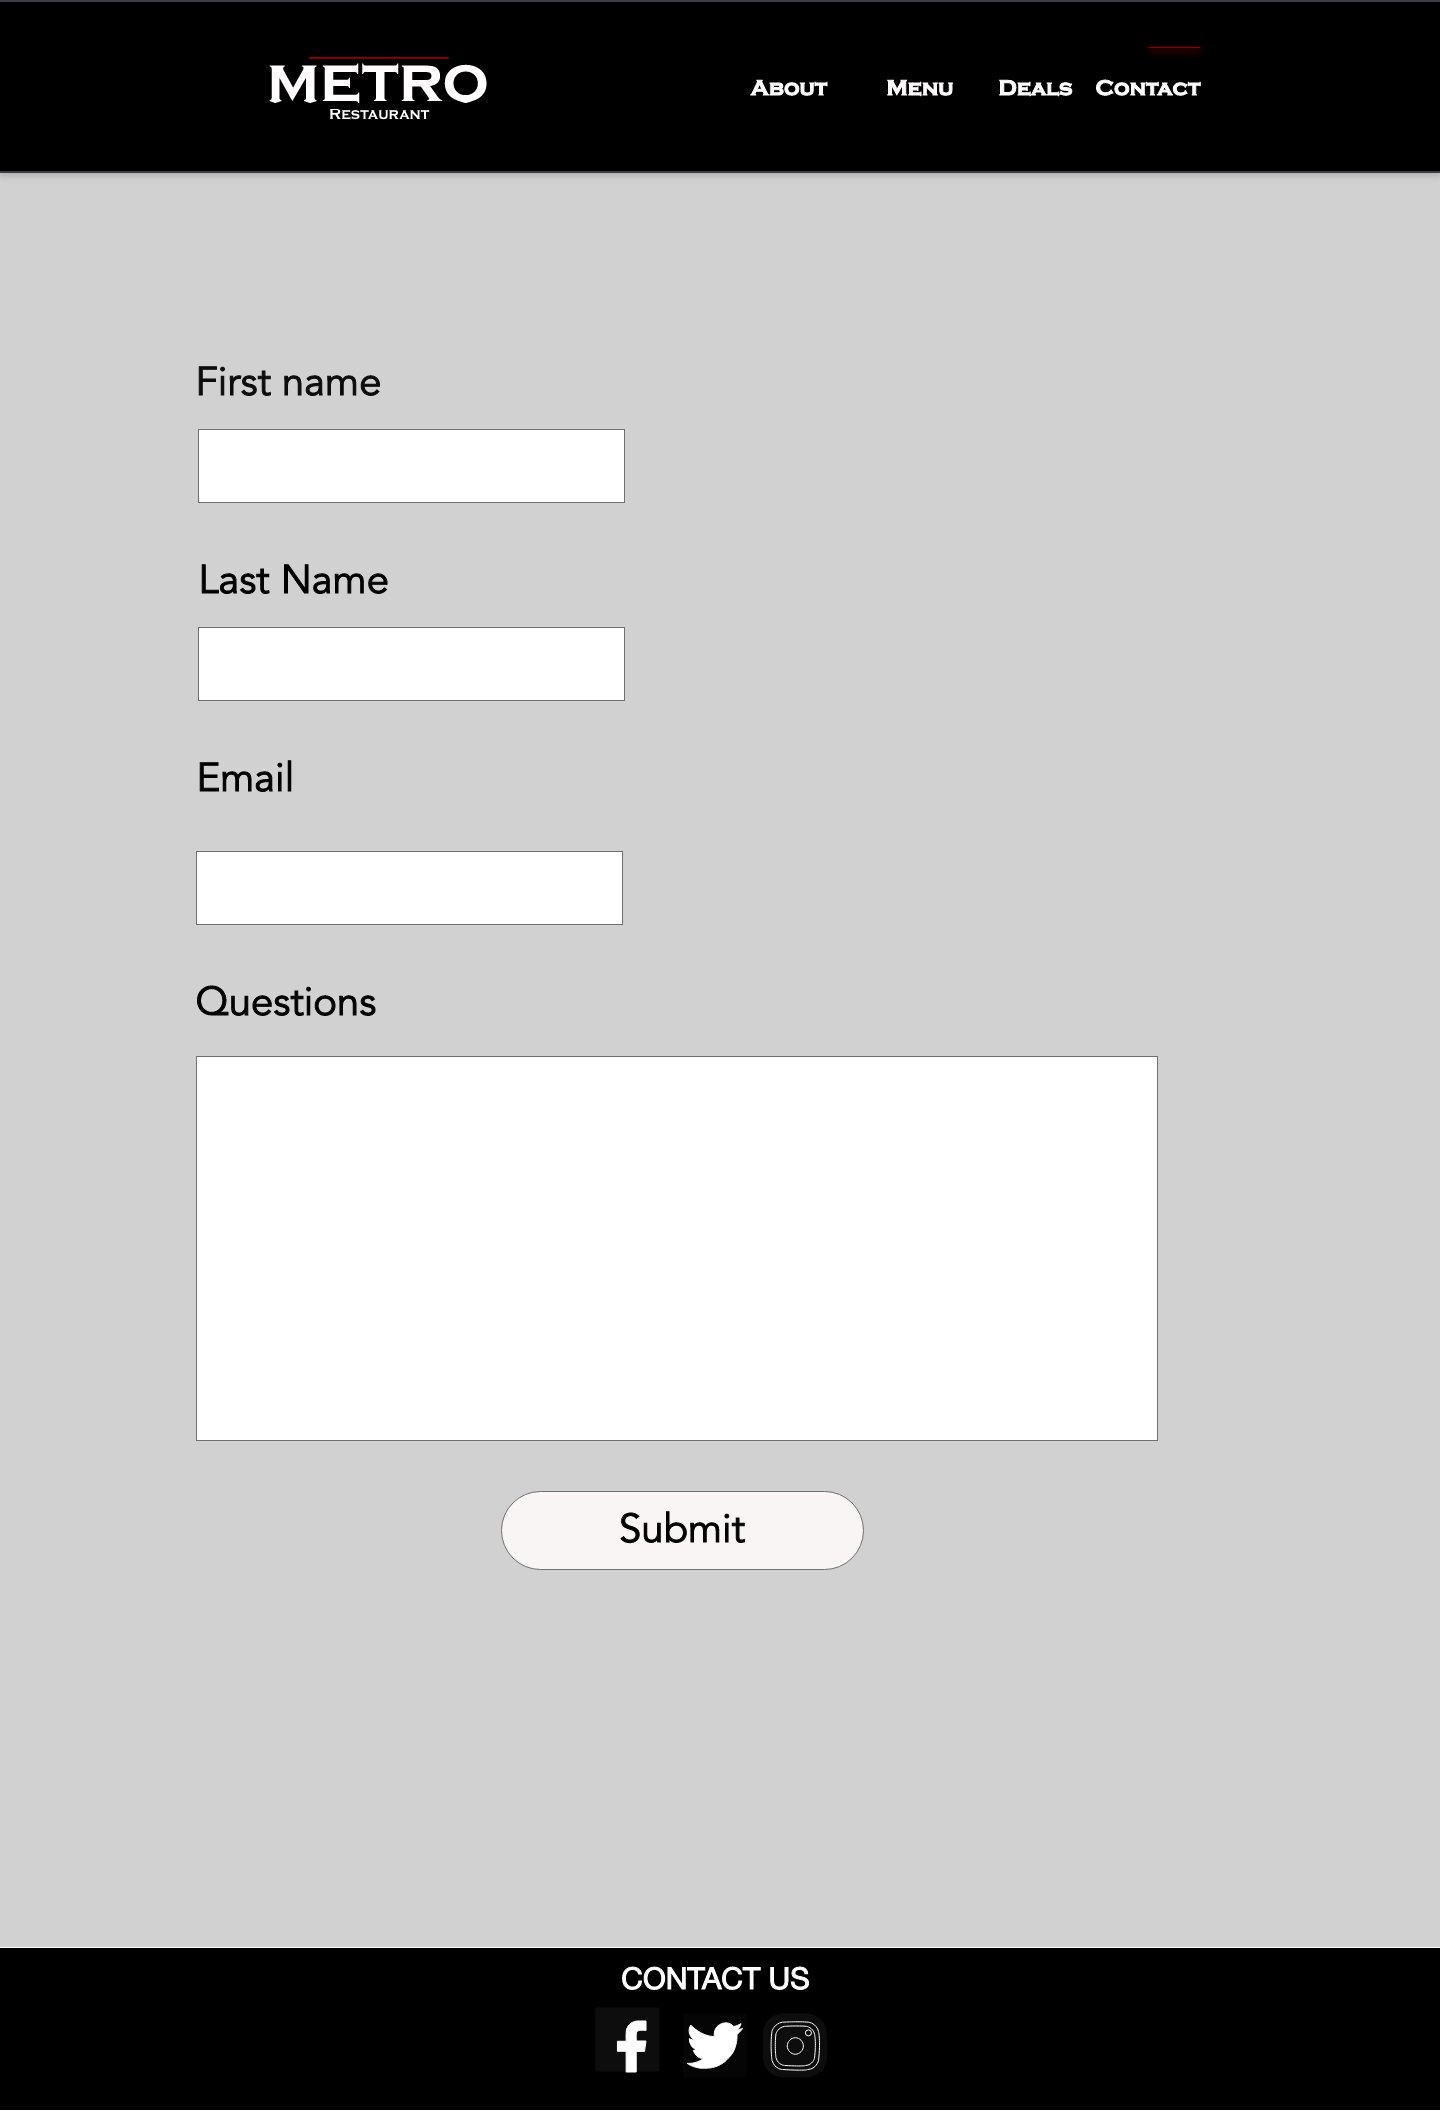 METRO
Restaurant
About Menu Deals Contact
First name
Last Name
Email
Questions
Submit
CONTACT US